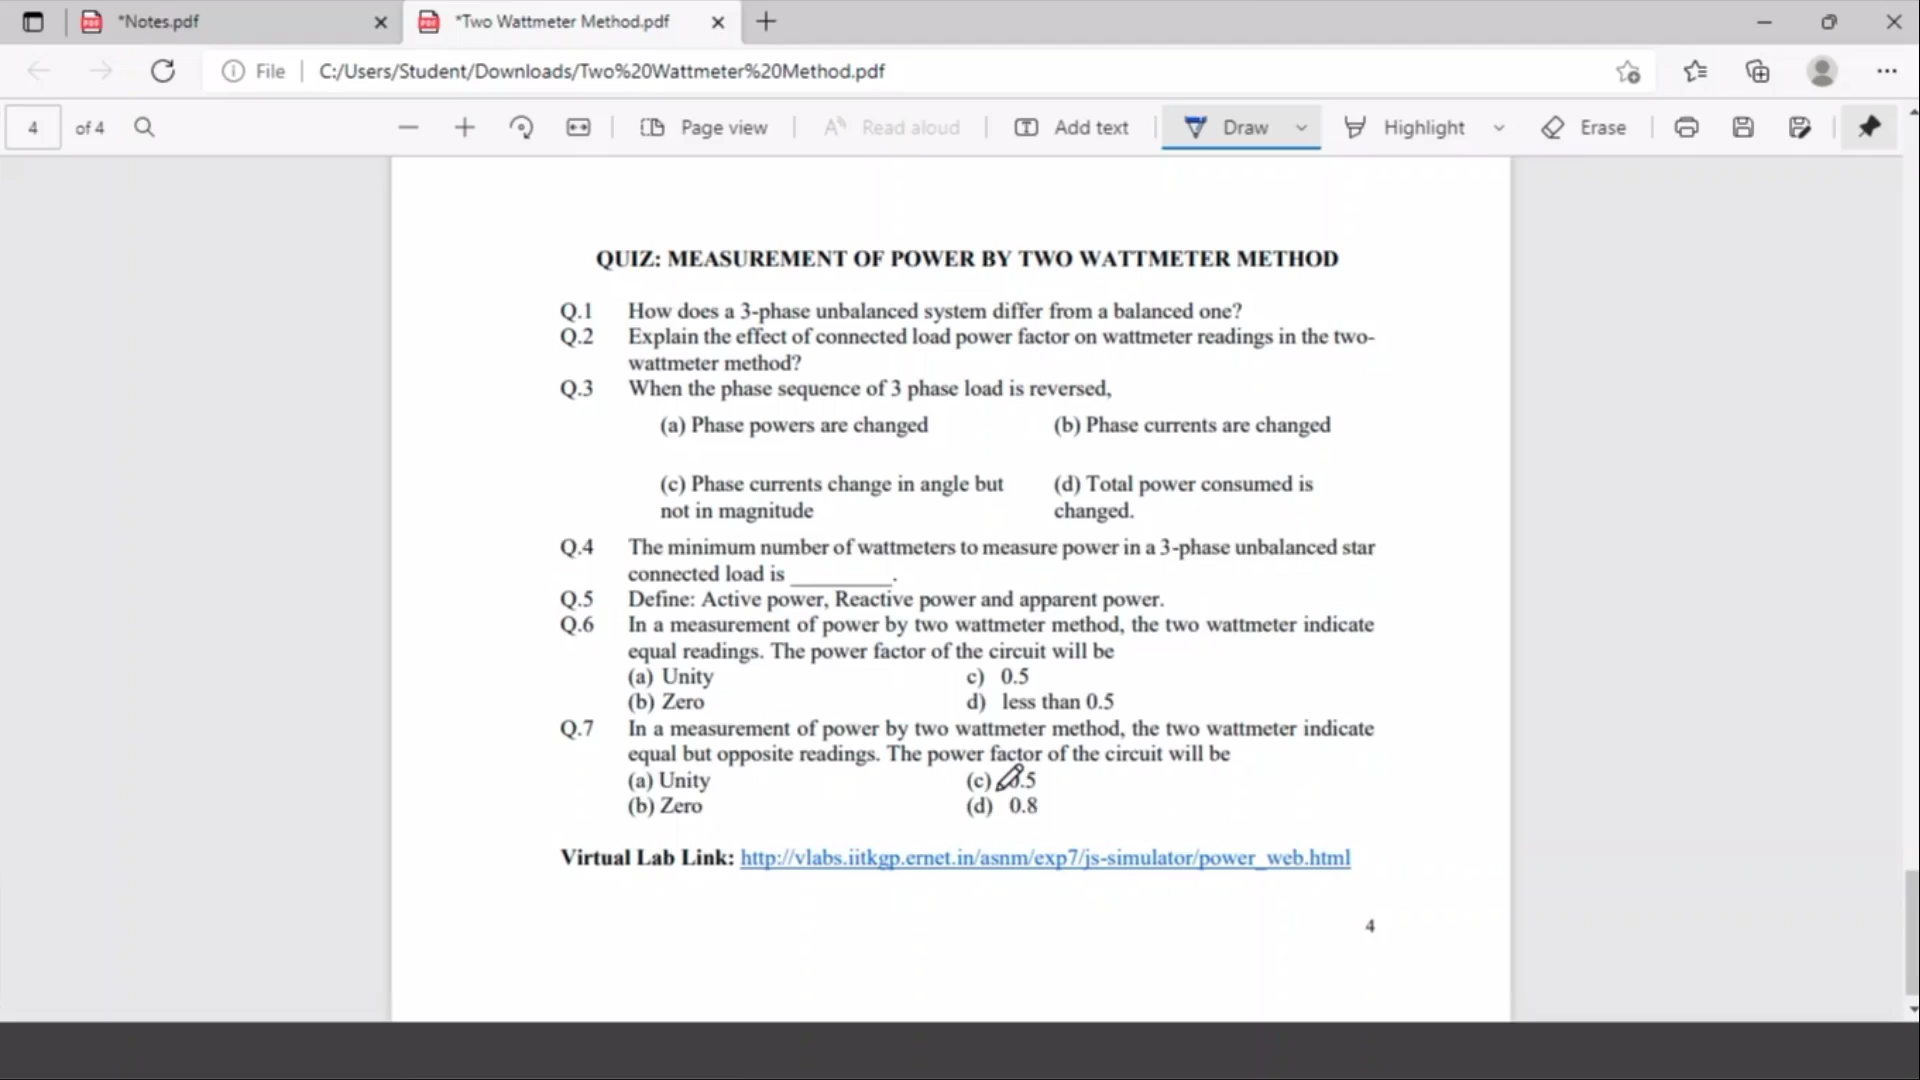 *Notes.pdf
*Two Wattmeter Method.pdf
File
C:/Users/Student/Downloads/Two%20Wattmeter%20Method.pdf
4 of 4
Page view
Read aloud
Add text
Draw
Highlight
Erase
QUIZ: MEASUREMENT OF POWER BY TWO WATTMETER METHOD
Q.1 How does a 3-phase unbalanced system differ from a balanced one?
Q.2 Explain the effect of connected load power factor on wattmeter readings in the two-
wattmeter method?
Q.3 When the phase sequence of 3 phase load is reversed,
(a) Phase powers are changed (b) Phase currents are changed
(c) Phase currents change in angle but (d) Total power consumed is
not in magnitude changed.
Q.4 The minimum number of wattmeters to measure power in a 3-phase unbalanced star
connected load is _________.
Q.5 Define: Active power, Reactive power and apparent power.
Q.6 In a measurement of power by two wattmeter method, the two wattmeter indicate
equal readings. The power factor of the circuit will be
(a) Unity c) 0.5
(b) Zero d) less than 0.5
Q.7 In a measurement of power by two wattmeter method, the two wattmeter indicate
equal but opposite readings. The power factor of the circuit will be
(a) Unity (c) .5
(b) Zero (d) 0.8
Virtual Lab Link: http://vlabs.iitkgp.ernet.in/asnm/exp7/js-simulator/power_web.html
4